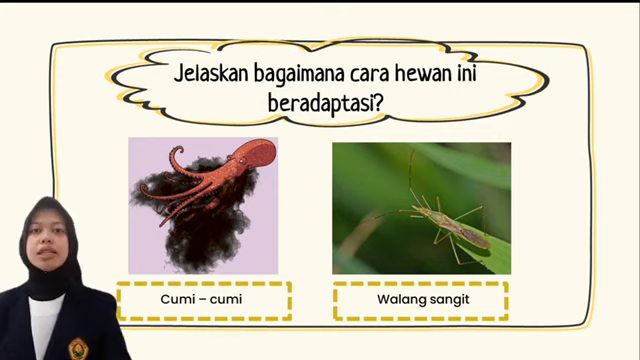 Jelaskan bagaimana cara hewan ini
beradaptasi?
Cumi – cumi
Walang sangit